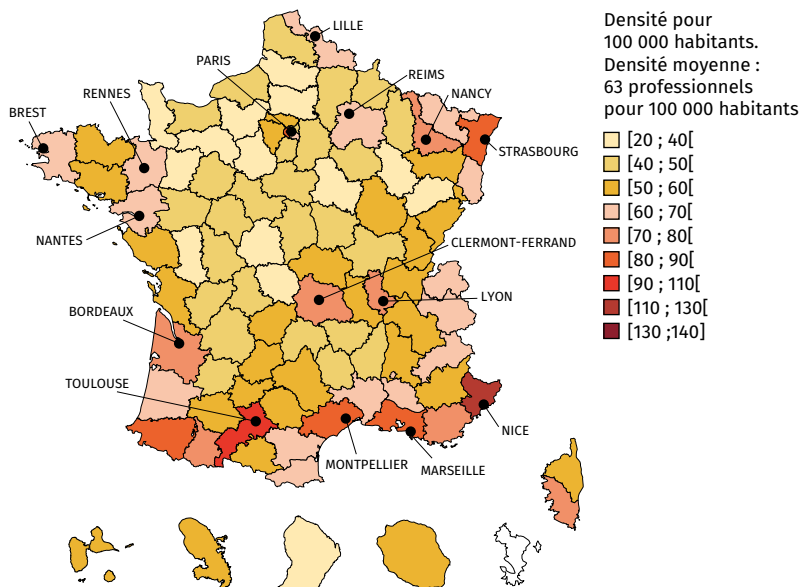 Densité pour
100 000 habitants.
Densité moyenne :
63 professionnels
pour 100 000 habitants
[20 ; 40[
[40 ; 50[
[50 ; 60[
[60 ; 70[
[70 ; 80[
[80 ; 90[
[90 ; 110[
[110 ; 130[
[130 ;140]
LILLE
PARIS
REIMS
RENNES
NANCY
BREST
STRASBOURG
NANTES
CLERMONT-FERRAND
LYON
BORDEAUX
TOULOUSE
NICE
MONTPELLIER
MARSEILLE